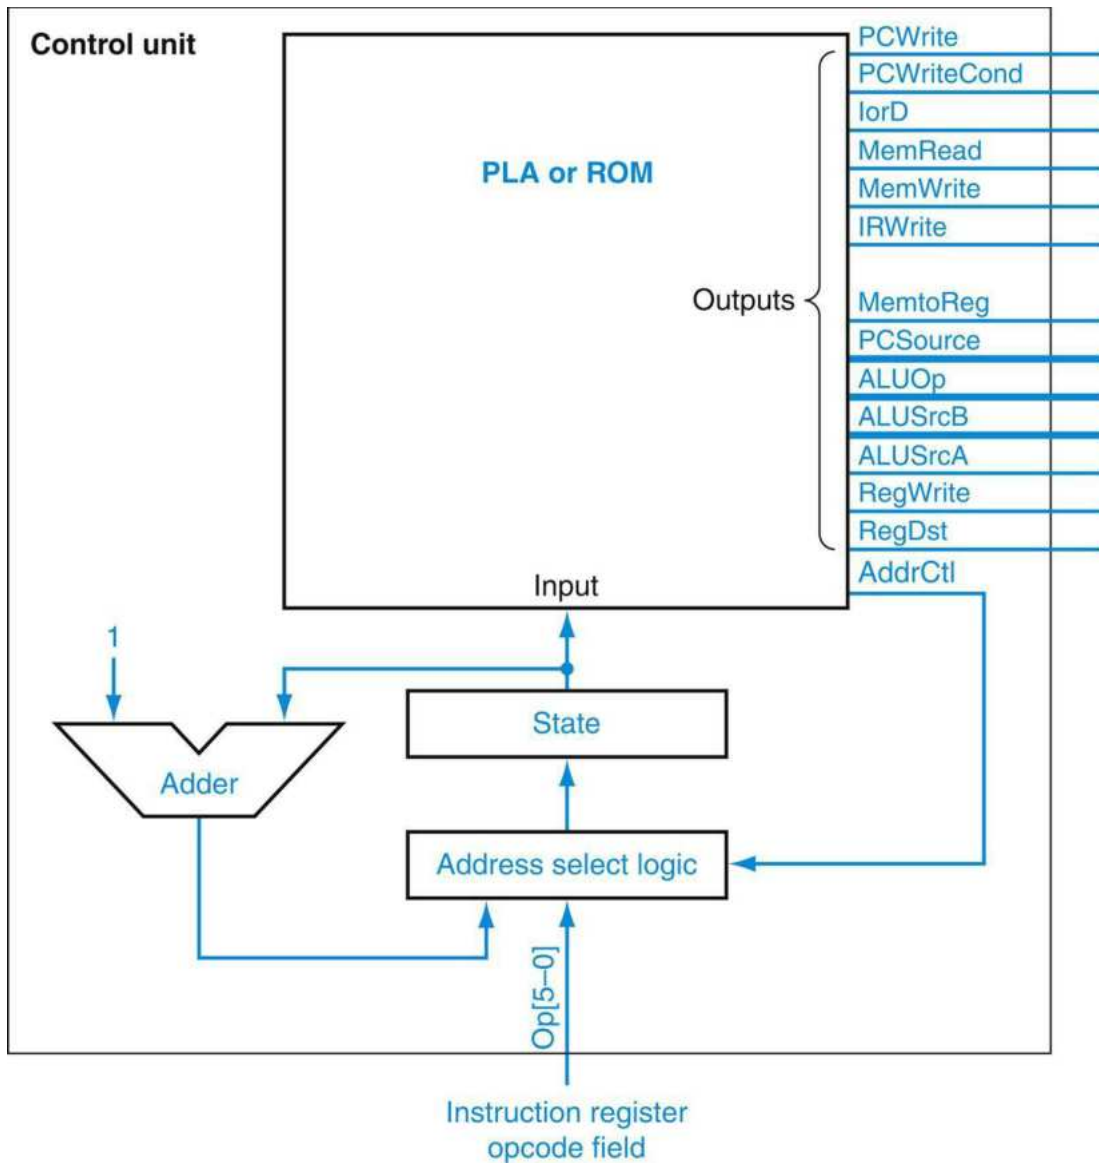 Control unit
PLA or ROM
Outputs
PCWrite
PCWriteCond
IorD
MemRead
MemWrite
IRWrite
MemtoReg
PCSource
ALUOp
ALUSrcB
ALUSrcA
RegWrite
RegDst
AddrCtl
Input
1
State
Adder
Address select logic
Op[5–0]
Instruction register
opcode field